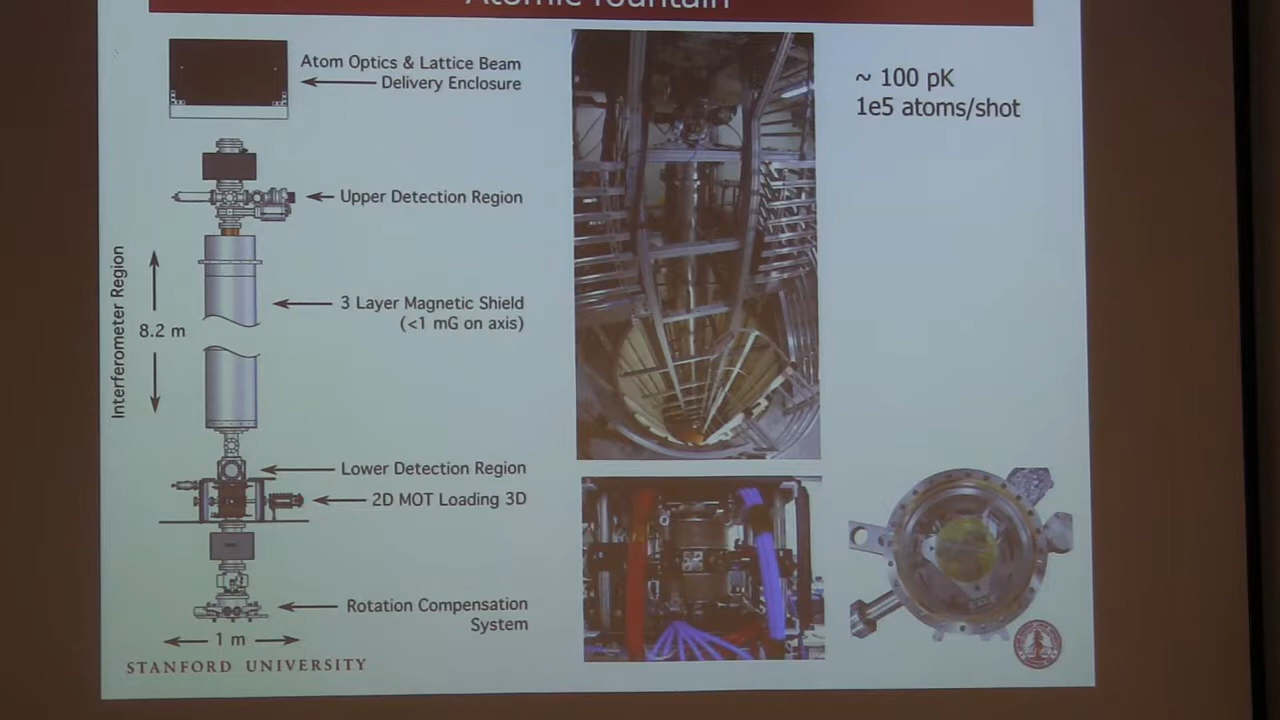 Atomic fountain
Atom Optics & Lattice Beam
Delivery Enclosure
~ 100 pK
1e5 atoms/shot
Upper Detection Region
Interferometer Region
8.2 m
3 Layer Magnetic Shield
(<1 mG on axis)
Lower Detection Region
2D MOT Loading 3D
Rotation Compensation
System
1 m
STANFORD UNIVERSITY